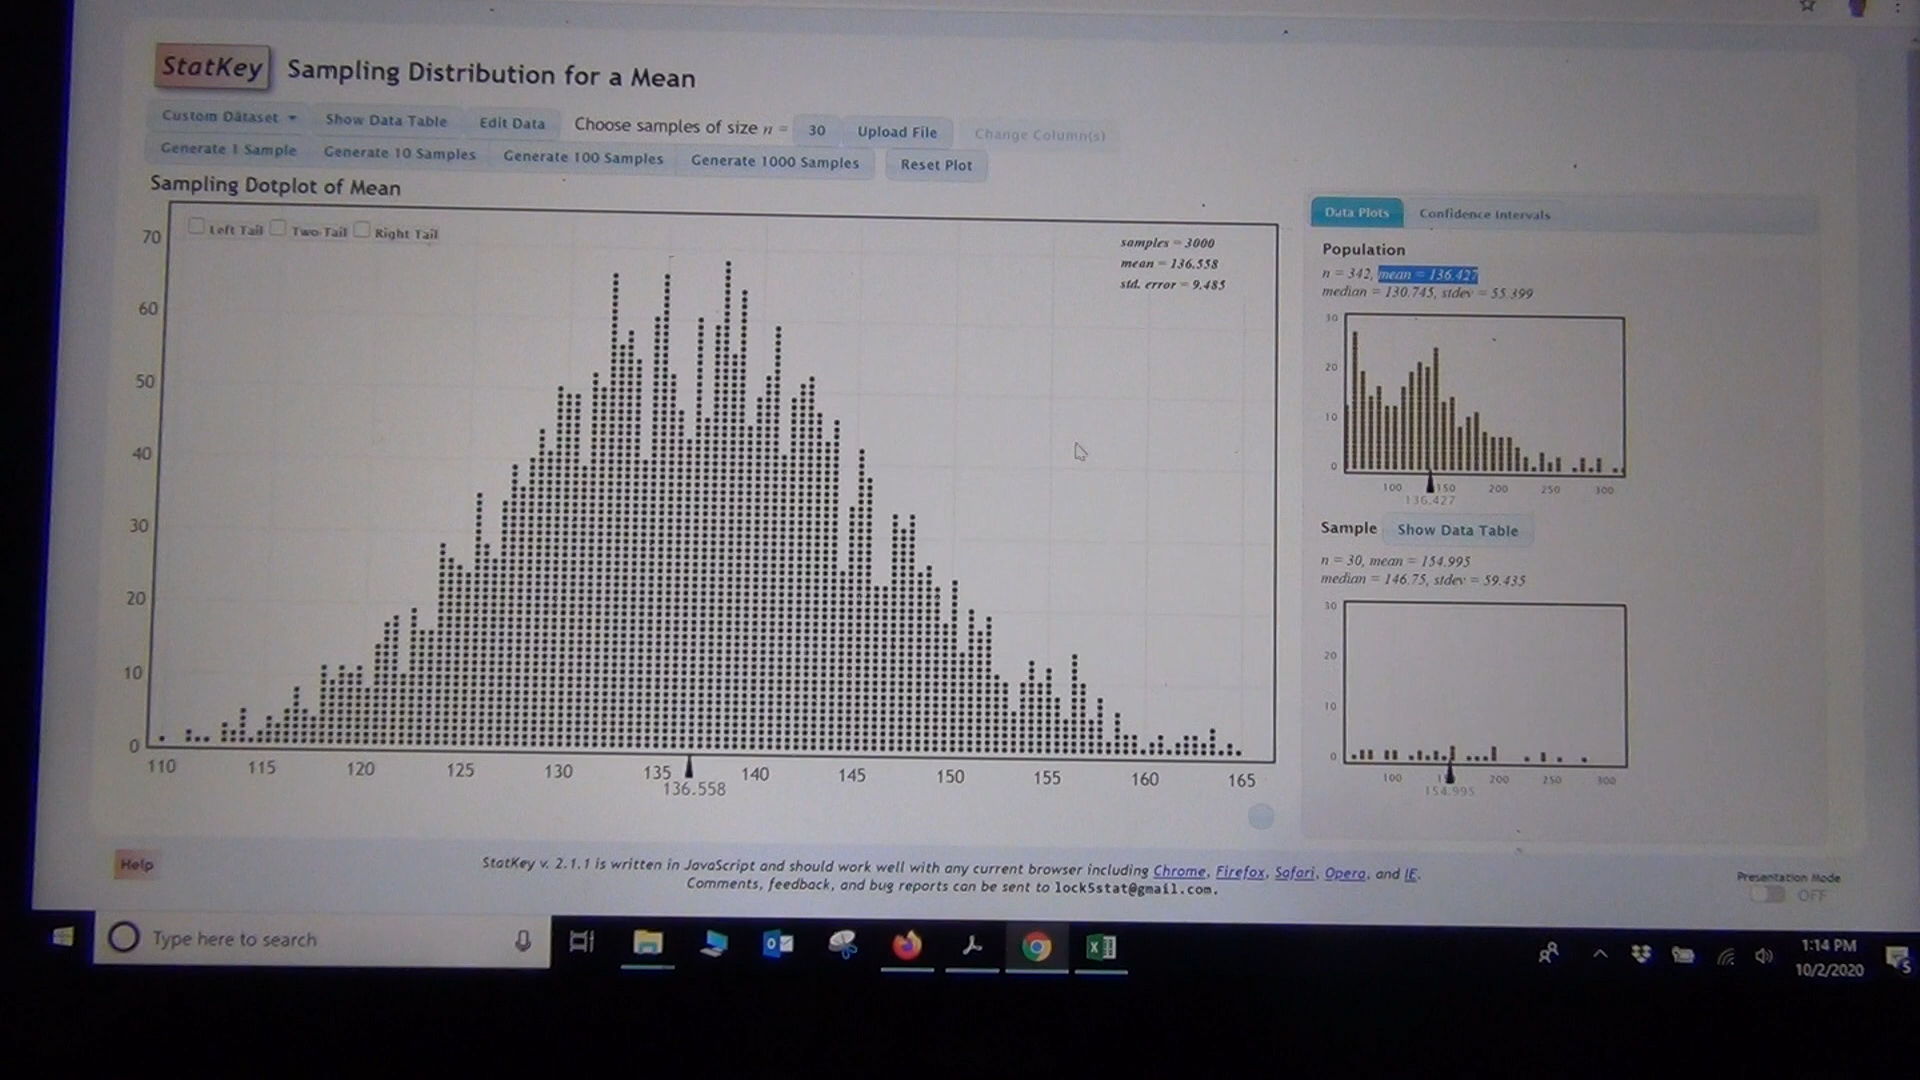 StatKey Sampling Distribution for a Mean
Custom Dataset Show Data Table Edit Data Choose samples of size n = 30 Upload File Change Column(s)
Generate 1 Sample Generate 10 Samples Generate 100 Samples Generate 1000 Samples Reset Plot
Sampling Dotplot of Mean
Left Tail Two-Tail Right Tail
samples = 3000
mean = 136.558
std. error = 9.485
70
60
50
40
30
20
10
0
110 115 120 125 130 135 140 145 150 155 160 165
136.558
Data Plots Confidence Intervals
Population
n = 342, mean = 136.427
median = 130.745, stdev = 55.399
30
20
10
0
100 150 200 250 300
136.427
Sample Show Data Table
n = 30, mean = 154.995
median = 146.75, stdev = 59.435
30
20
10
0
100 200 250 300
154.995
Help
StatKey v. 2.1.1 is written in JavaScript and should work well with any current browser including Chrome, Firefox, Safari, Opera, and IE.
Comments, feedback, and bug reports can be sent to lock5stat@gmail.com.
Presentation Mode
OFF
Type here to search
1:14 PM
10/2/2020
5